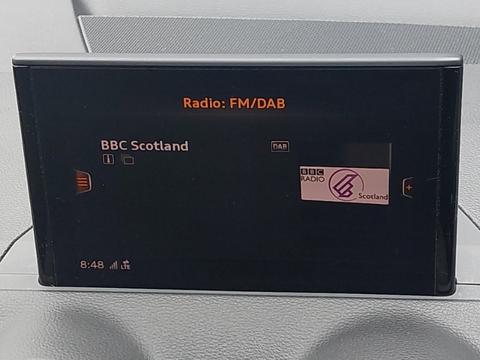 Radio: FM/DAB
BBC Scotland
DAB
BBC
RADIO
Scotland
8:48
LTE